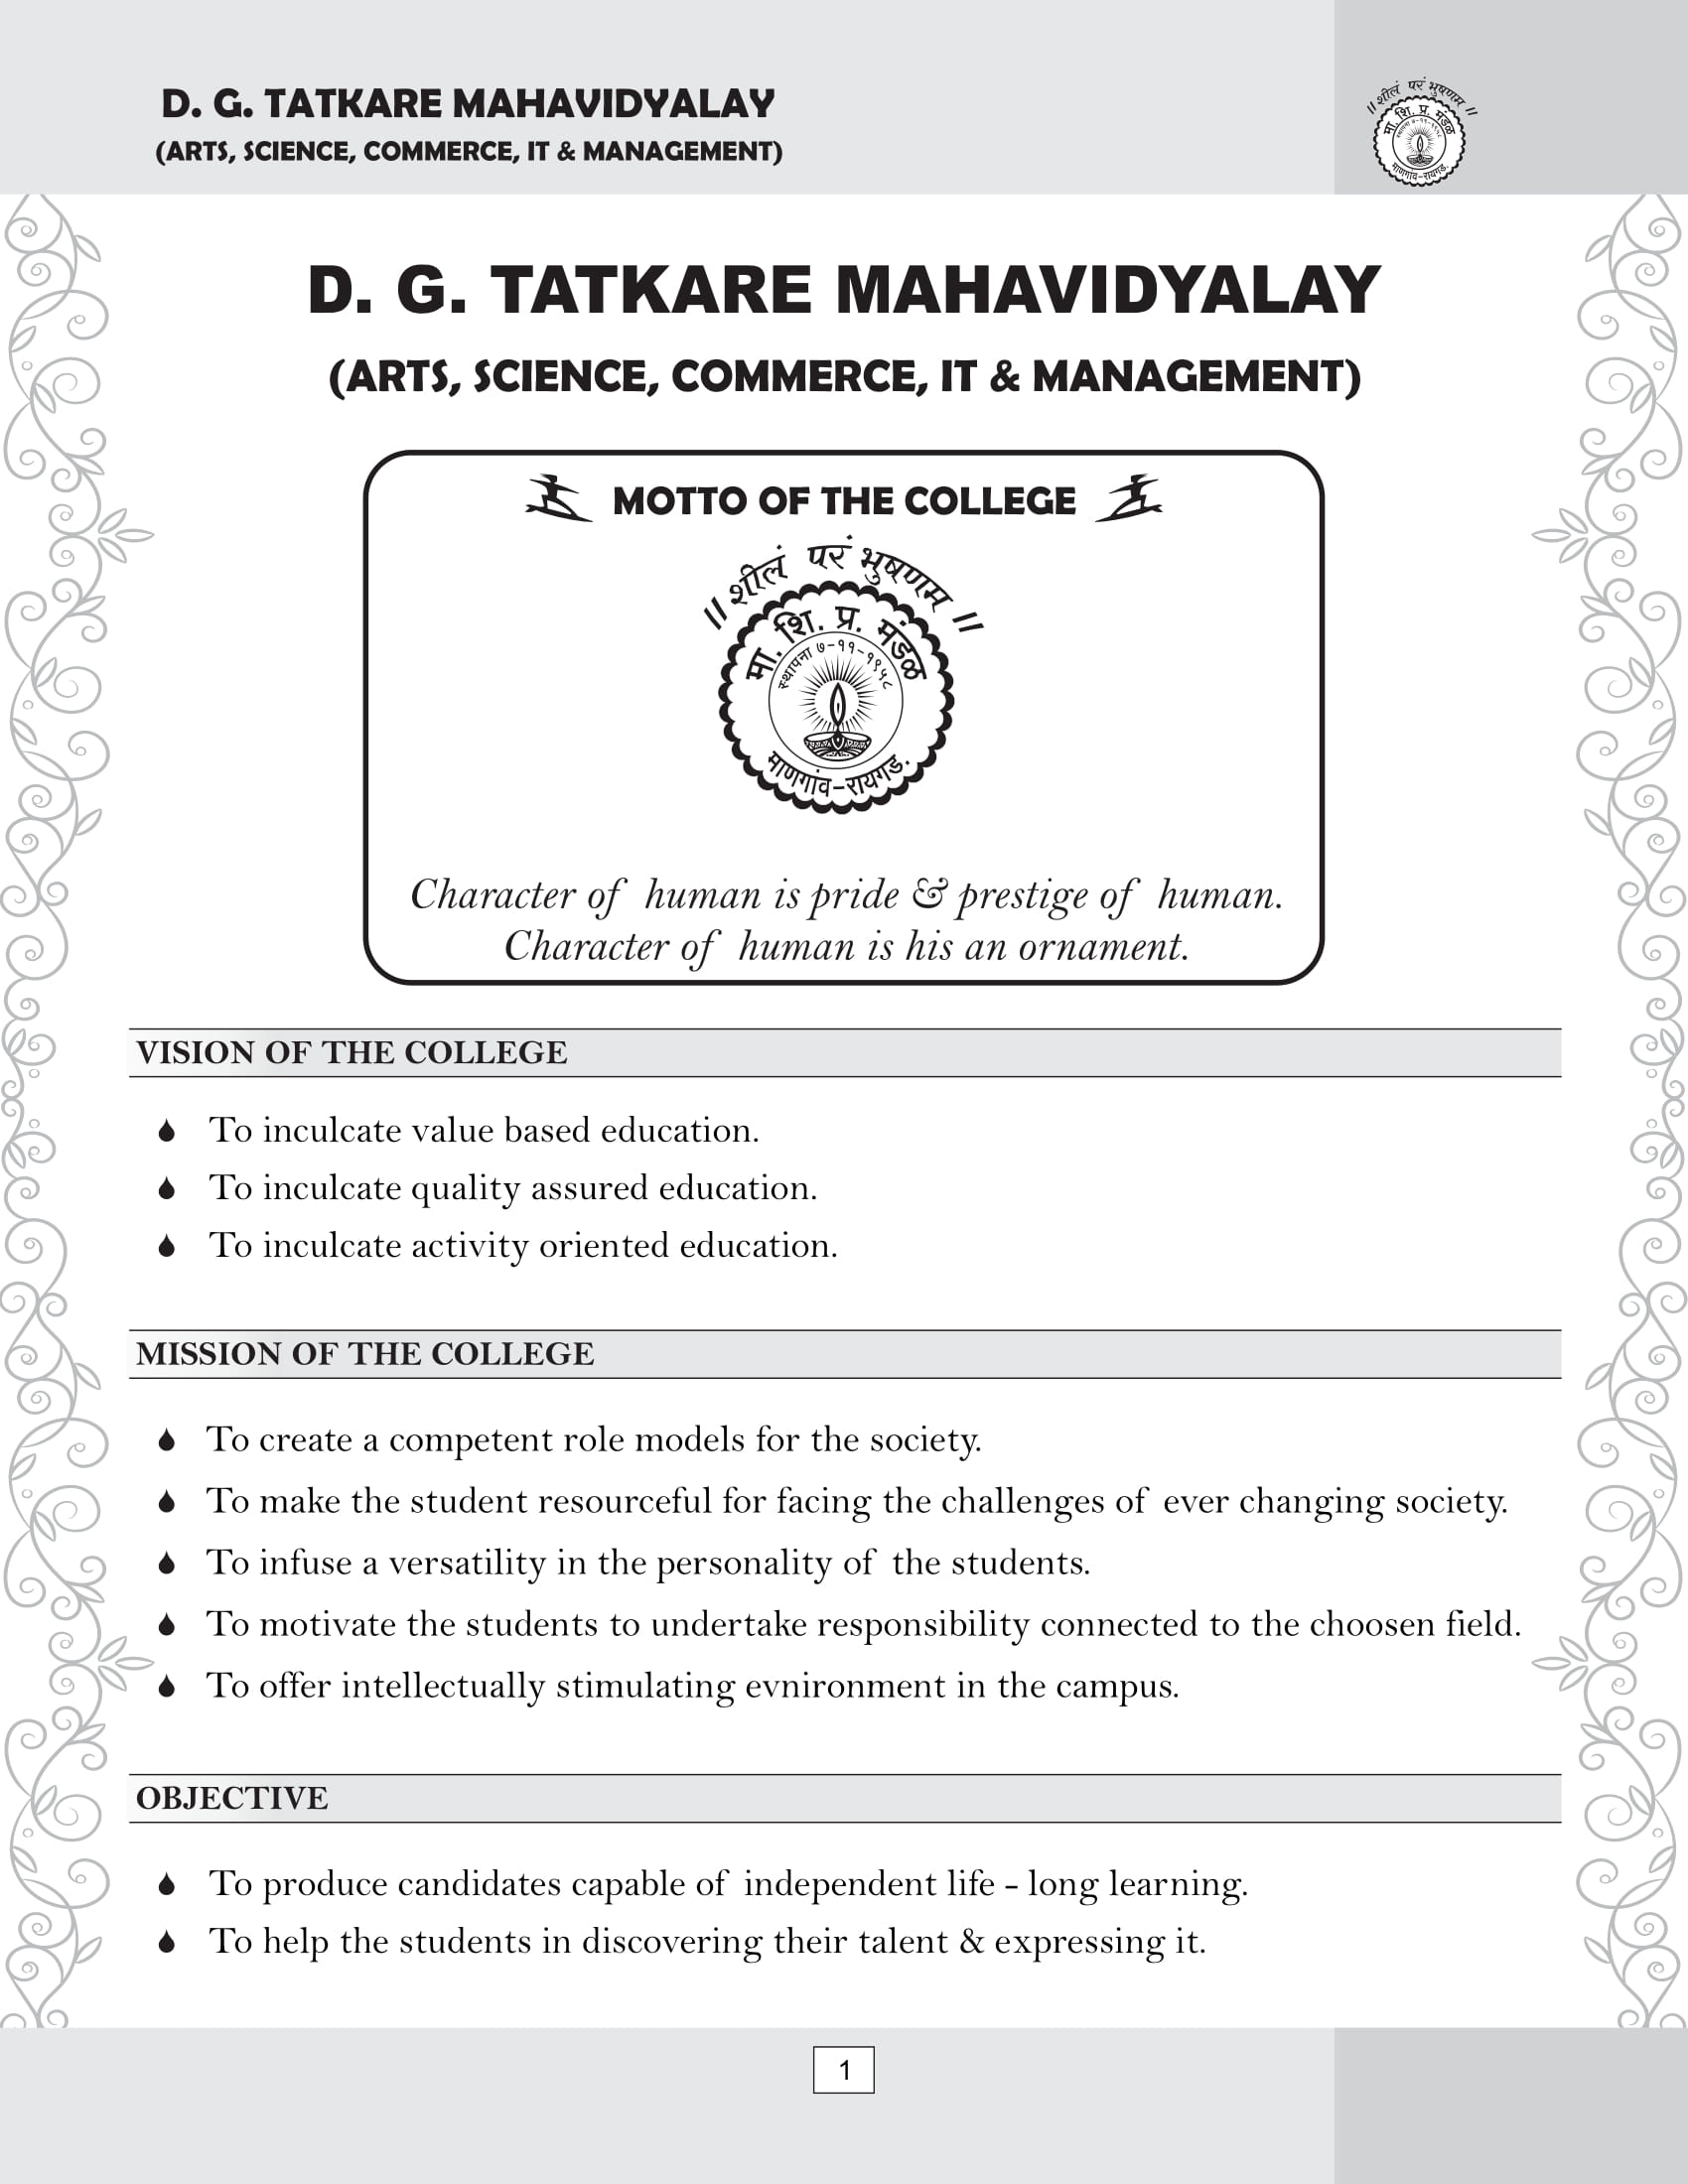 D. G. TATKARE MAHAVIDYALAY
(ARTS, SCIENCE, COMMERCE, IT & MANAGEMENT)
॥ शीलं परं भुषणम ॥
मा. शि. प्र. मंडळ
स्थापना ७-११-१९५८
माणगांव-रायगड.
D. G. TATKARE MAHAVIDYALAY
(ARTS, SCIENCE, COMMERCE, IT & MANAGEMENT)
MOTTO OF THE COLLEGE
॥ शीलं परं भुषणम ॥
मा. शि. प्र. मंडळ
स्थापना ७-११-१९५८
माणगांव-रायगड.
Character of human is pride & prestige of human.
Character of human is his an ornament.
VISION OF THE COLLEGE
To inculcate value based education.
To inculcate quality assured education.
To inculcate activity oriented education.
MISSION OF THE COLLEGE
To create a competent role models for the society.
To make the student resourceful for facing the challenges of ever changing society.
To infuse a versatility in the personality of the students.
To motivate the students to undertake responsibility connected to the choosen field.
To offer intellectually stimulating evnironment in the campus.
OBJECTIVE
To produce candidates capable of independent life - long learning.
To help the students in discovering their talent & expressing it.
1